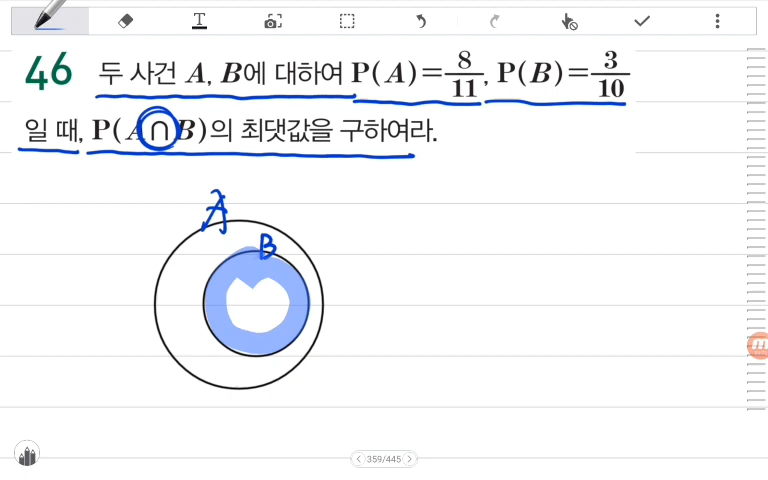 T
46 두 사건 A, B에 대하여 P(A)=8/11, P(B)=3/10
일 때, P(A∩B)의 최댓값을 구하여라.
A
B
359/445